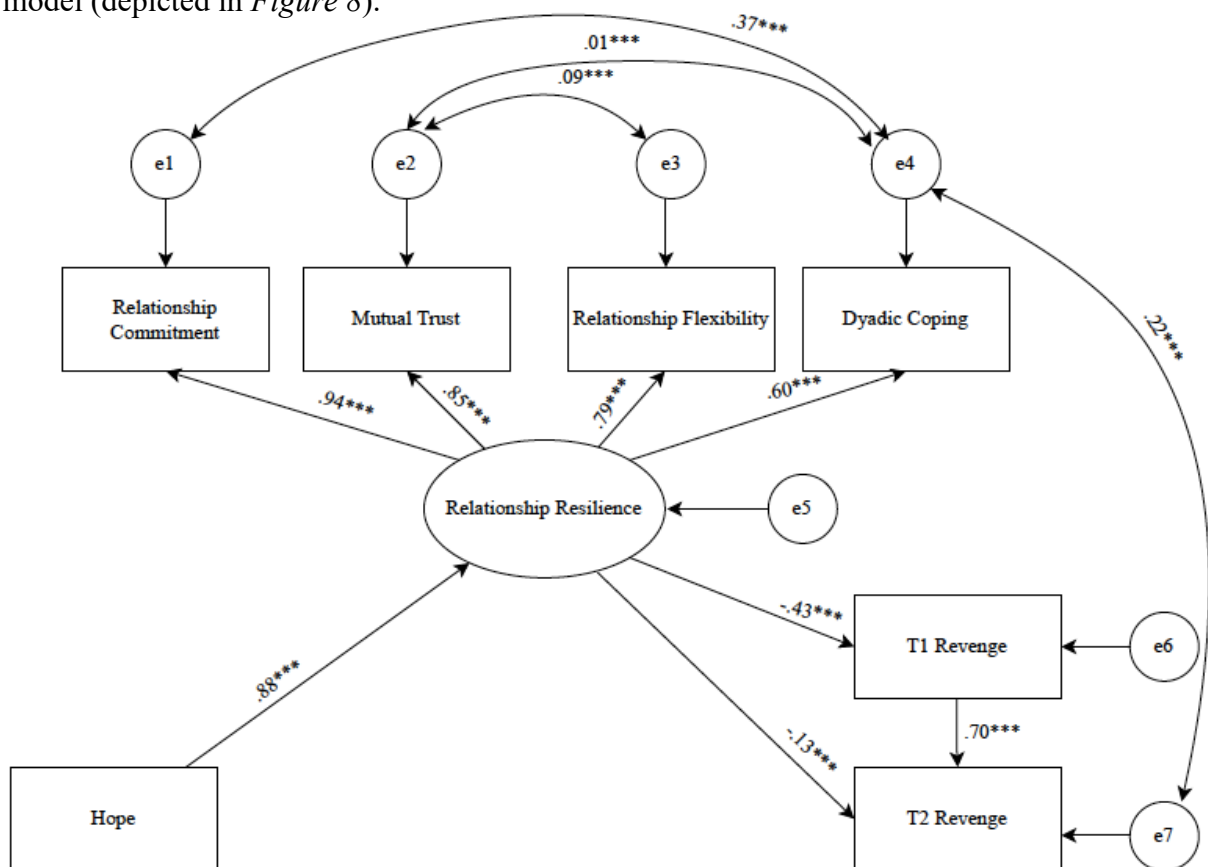 model (depicted in Figure 8).
.37***
.01***
.09***
e1
e2
e3
e4
.22***
Relationship
Commitment
Mutual Trust
Relationship Flexibility
Dyadic Coping
.94***
.85***
.79***
.60***
Relationship Resilience
e5
-.43***
T1 Revenge
e6
.88***
-.13***
.70***
Hope
T2 Revenge
e7